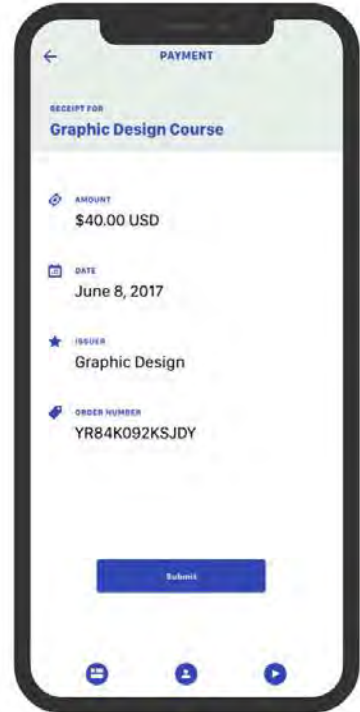 PAYMENT
RECEIPT FOR
Graphic Design Course
AMOUNT
$40.00 USD
DATE
June 8, 2017
ISSUER
Graphic Design
ORDER NUMBER
YR84K092KSJDY
Submit